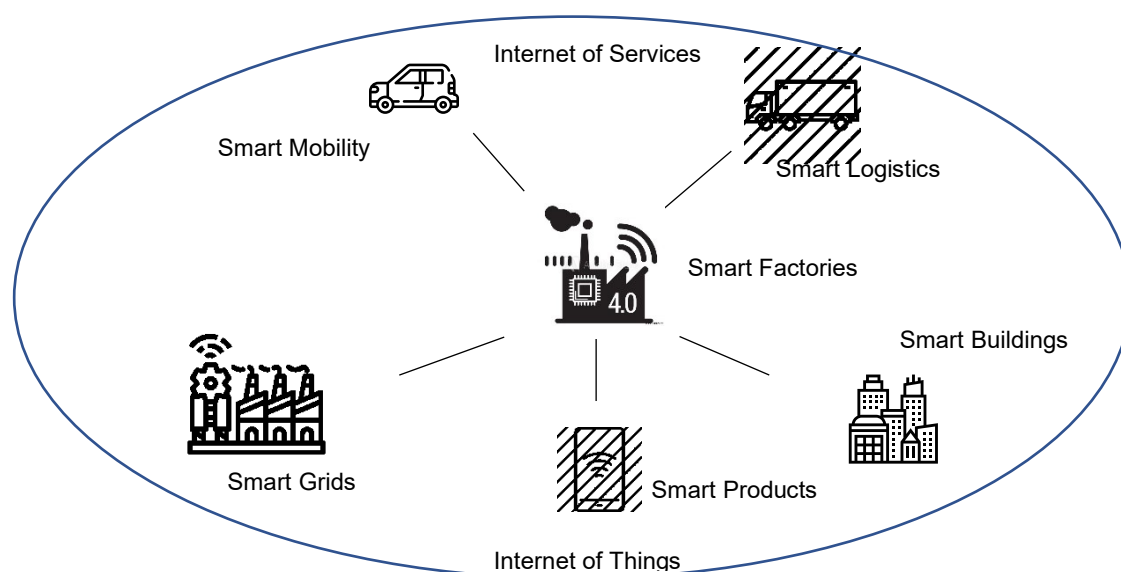 Internet of Services
Smart Mobility
Smart Logistics
Smart Factories
4.0
Smart Buildings
Smart Grids
Smart Products
Internet of Things